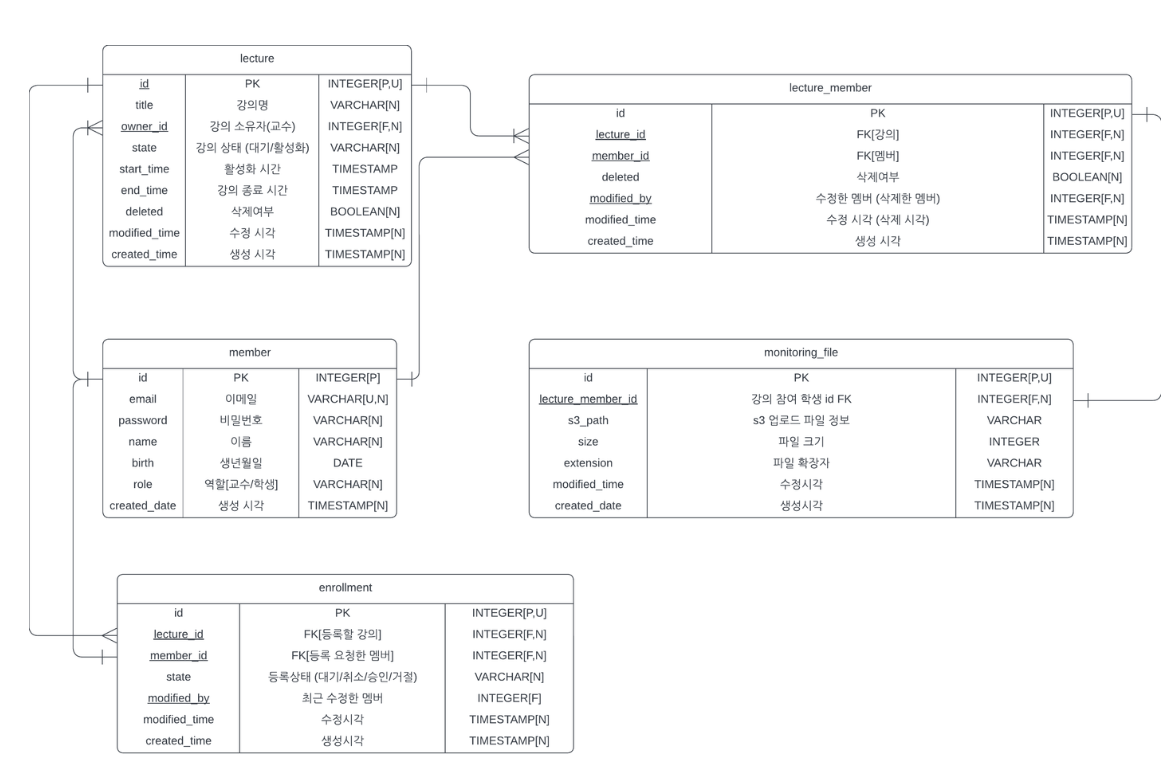 lecture
id PK INTEGER[P,U]
title 강의명 VARCHAR[N]
owner_id 강의 소유자(교수) INTEGER[F,N]
state 강의 상태 (대기/활성화) VARCHAR[N]
start_time 활성화 시간 TIMESTAMP
end_time 강의 종료 시간 TIMESTAMP
deleted 삭제여부 BOOLEAN[N]
modified_time 수정 시각 TIMESTAMP[N]
created_time 생성 시각 TIMESTAMP[N]
lecture_member
id PK INTEGER[P,U]
lecture_id FK[강의] INTEGER[F,N]
member_id FK[멤버] INTEGER[F,N]
deleted 삭제여부 BOOLEAN[N]
modified_by 수정한 멤버 (삭제한 멤버) INTEGER[F,N]
modified_time 수정 시각 (삭제 시각) TIMESTAMP[N]
created_time 생성 시각 TIMESTAMP[N]
member
id PK INTEGER[P]
email 이메일 VARCHAR[U,N]
password 비밀번호 VARCHAR[N]
name 이름 VARCHAR[N]
birth 생년월일 DATE
role 역할[교수/학생] VARCHAR[N]
created_date 생성 시각 TIMESTAMP[N]
monitoring_file
id PK INTEGER[P,U]
lecture_member_id 강의 참여 학생 id FK INTEGER[F,N]
s3_path s3 업로드 파일 정보 VARCHAR
size 파일 크기 INTEGER
extension 파일 확장자 VARCHAR
modified_time 수정시각 TIMESTAMP[N]
created_date 생성시각 TIMESTAMP[N]
enrollment
id PK INTEGER[P,U]
lecture_id FK[등록할 강의] INTEGER[F,N]
member_id FK[등록 요청한 멤버] INTEGER[F,N]
state 등록상태 (대기/취소/승인/거절) VARCHAR[N]
modified_by 최근 수정한 멤버 INTEGER[F]
modified_time 수정시각 TIMESTAMP[N]
created_time 생성시각 TIMESTAMP[N]